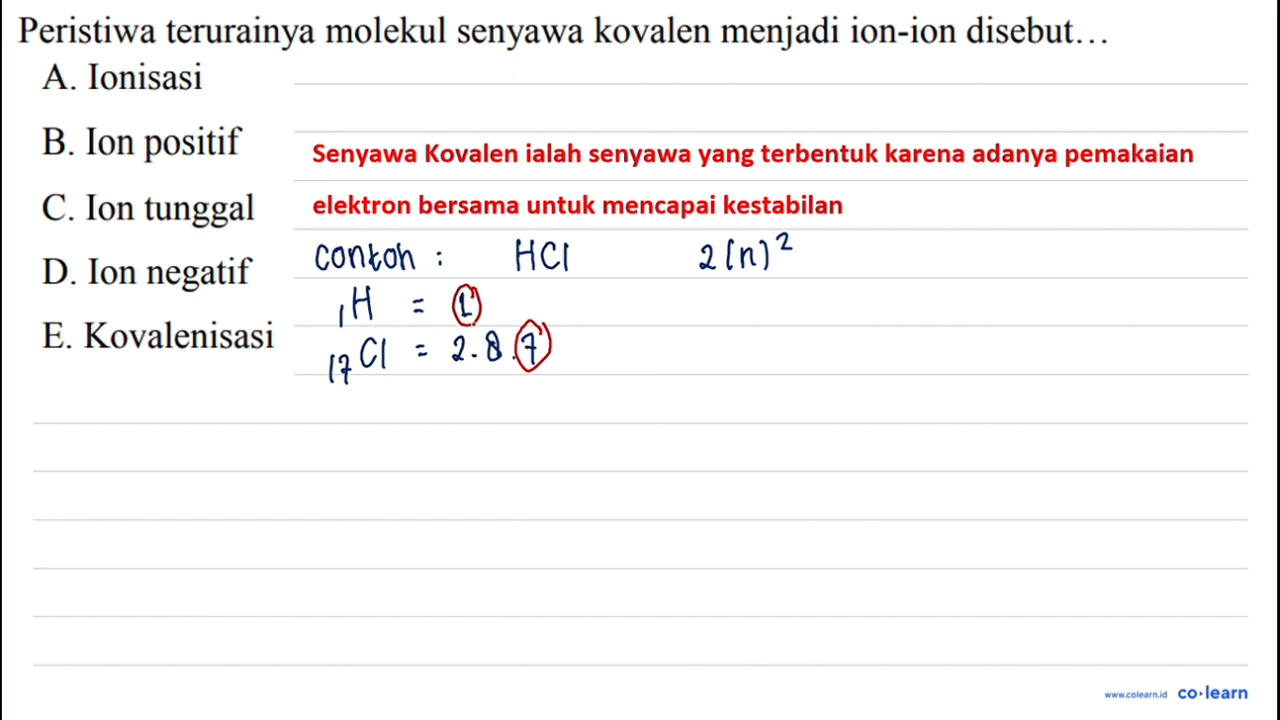 Peristiwa terurainya molekul senyawa kovalen menjadi ion-ion disebut...
A. Ionisasi
B. Ion positif
C. Ion tunggal
D. Ion negatif
E. Kovalenisasi
Senyawa Kovalen ialah senyawa yang terbentuk karena adanya pemakaian
elektron bersama untuk mencapai kestabilan
Contoh : HCl 2(n)²
₁H = 1
₁₇Cl = 2.8.7
www.colearn.id co·learn